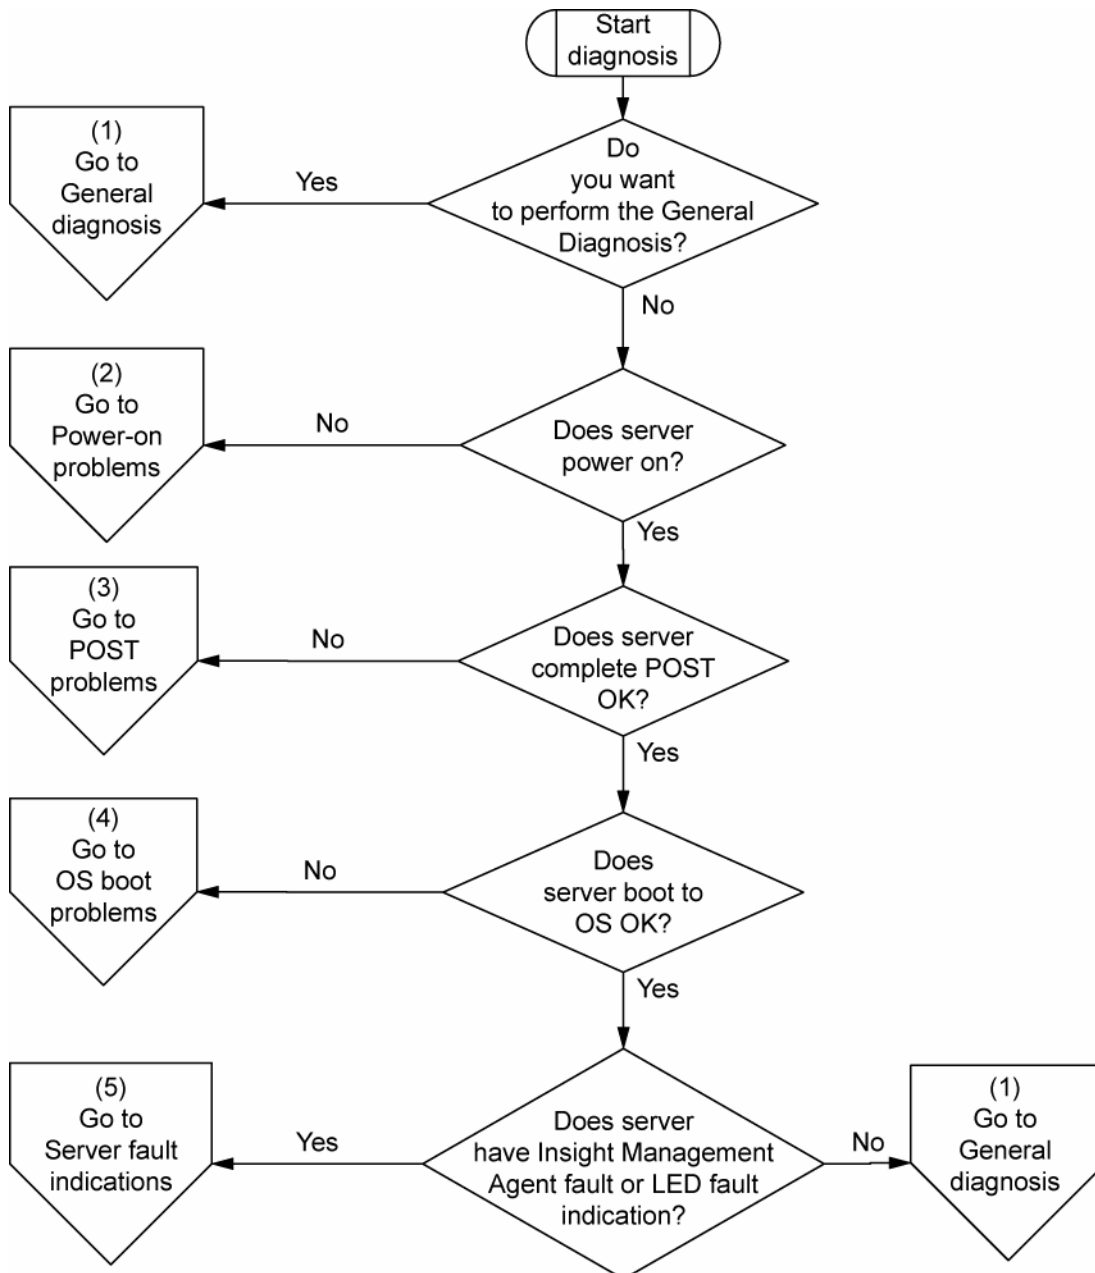 Start
diagnosis
Do
you want
to perform the General
Diagnosis?
Yes
(1)
Go to
General
diagnosis
No
Does server
power on?
No
(2)
Go to
Power-on
problems
Yes
Does server
complete POST
OK?
No
(3)
Go to
POST
problems
Yes
Does
server boot to
OS OK?
No
(4)
Go to
OS boot
problems
Yes
Does server
have Insight Management
Agent fault or LED fault
indication?
Yes
(5)
Go to
Server fault
indications
No
(1)
Go to
General
diagnosis